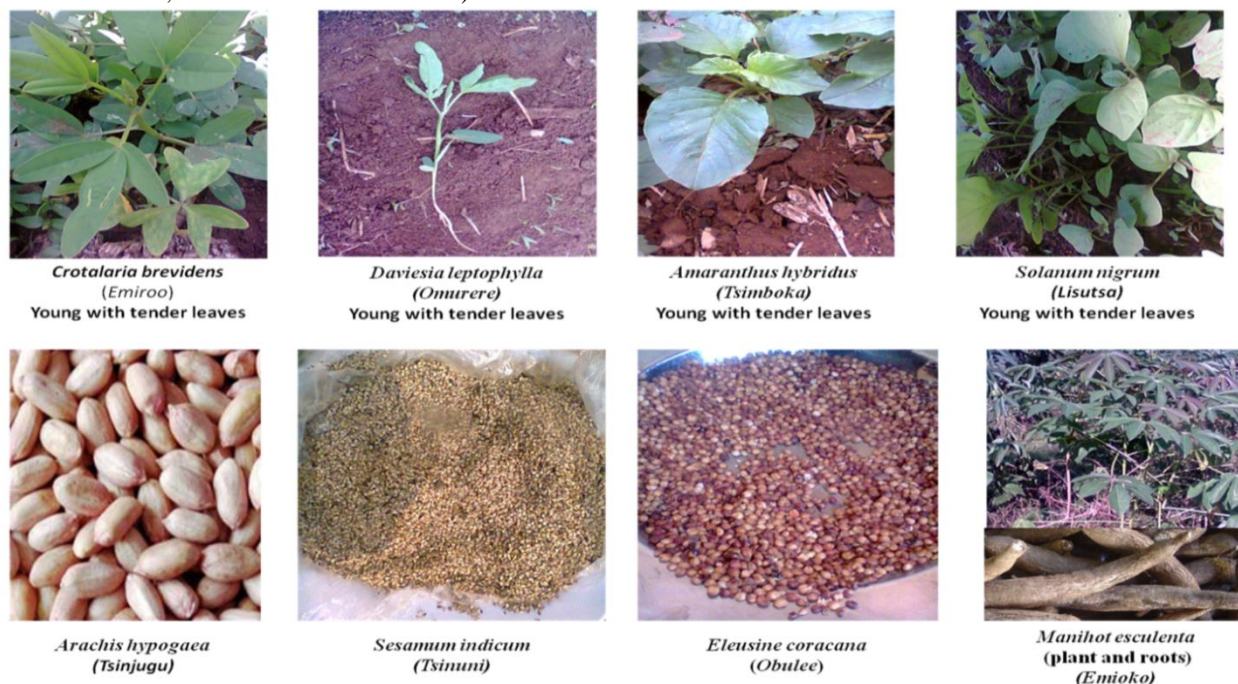 Crotalaria brevidens
(Emiroo)
Young with tender leaves
Daviesia leptophylla
(Omurere)
Young with tender leaves
Amaranthus hybridus
(Tsimboka)
Young with tender leaves
Solanum nigrum
(Lisutsa)
Young with tender leaves
Arachis hypogaea
(Tsinjugu)
Sesamum indicum
(Tsinuni)
Eleusine coracana
(Obulee)
Manihot esculenta
(plant and roots)
(Emioko)